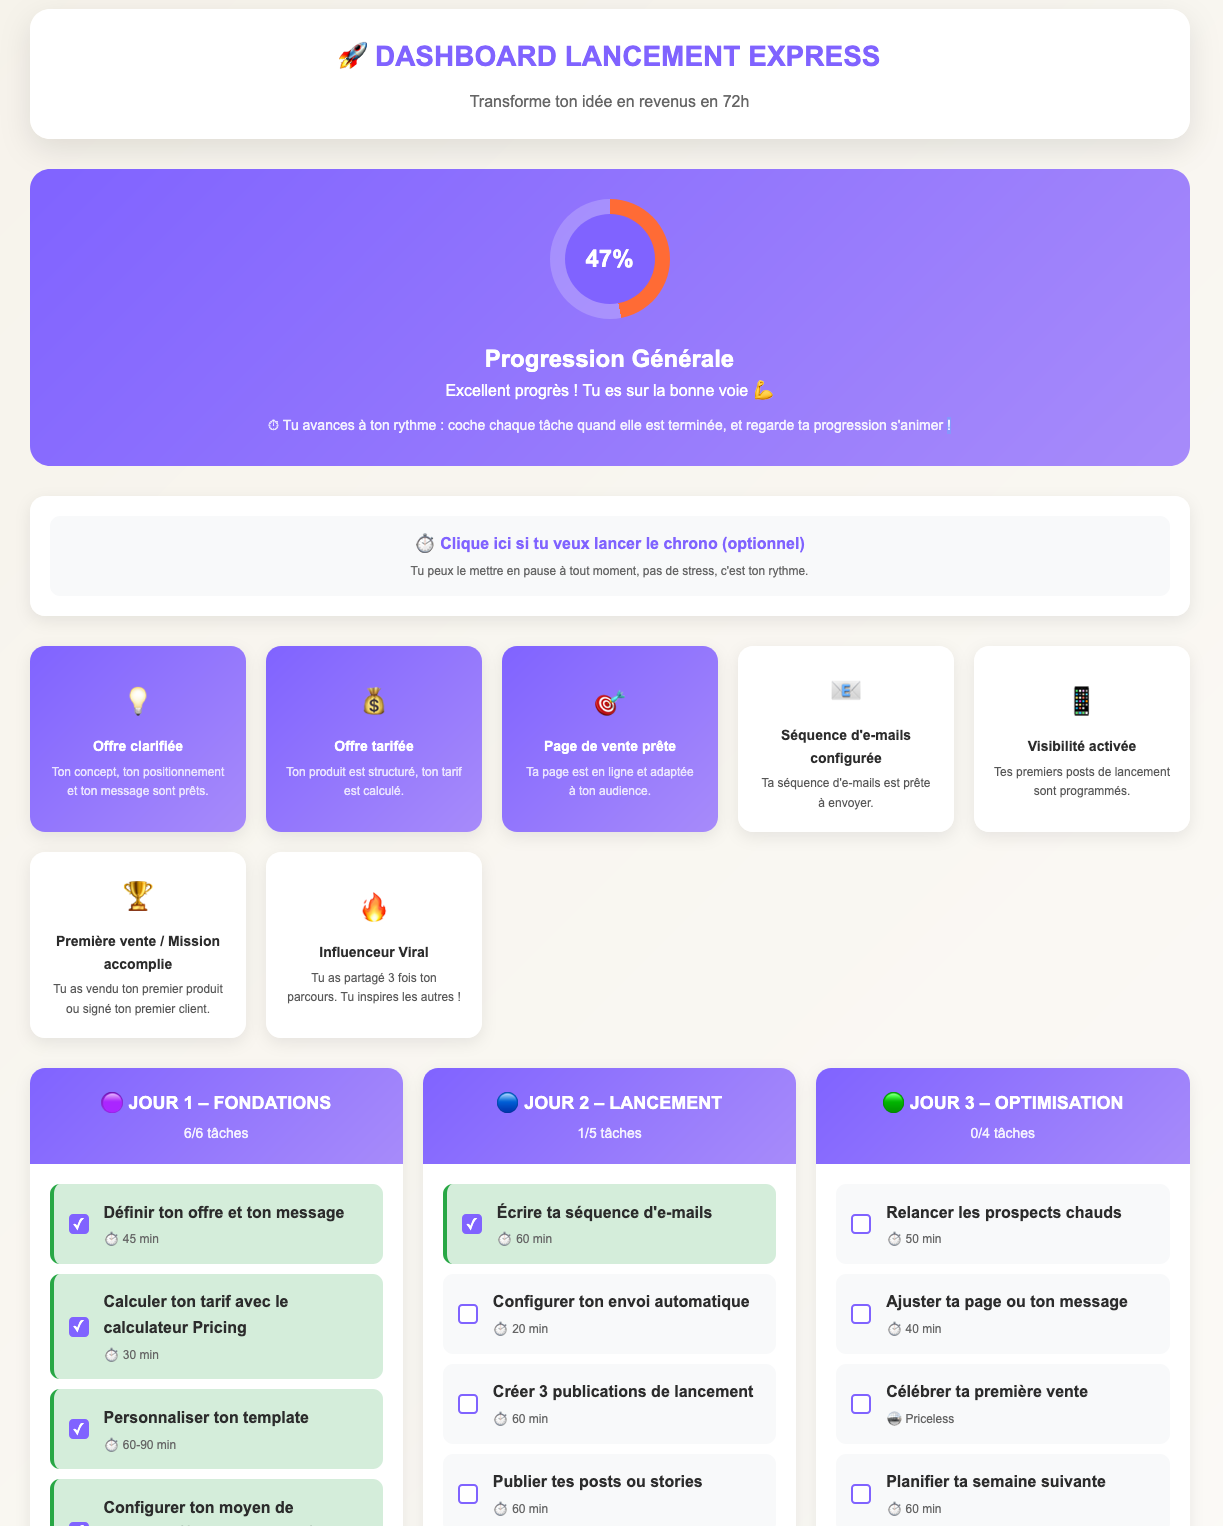 🚀 DASHBOARD LANCEMENT EXPRESS
Transforme ton idée en revenus en 72h
47%
Progression Générale
Excellent progrès ! Tu es sur la bonne voie 💪
⏱ Tu avances à ton rythme : coche chaque tâche quand elle est terminée, et regarde ta progression s'animer !
⏱️ Clique ici si tu veux lancer le chrono (optionnel)
Tu peux le mettre en pause à tout moment, pas de stress, c'est ton rythme.
Offre clarifiée
Ton concept, ton positionnement
et ton message sont prêts.
Offre tarifée
Ton produit est structuré, ton tarif
est calculé.
Page de vente prête
Ta page est en ligne et adaptée
à ton audience.
Séquence d'e-mails
configurée
Ta séquence d'e-mails est prête
à envoyer.
Visibilité activée
Tes premiers posts de lancement
sont programmés.
Première vente / Mission
accomplie
Tu as vendu ton premier produit
ou signé ton premier client.
Influenceur Viral
Tu as partagé 3 fois ton
parcours. Tu inspires les autres !
🟣 JOUR 1 – FONDATIONS
6/6 tâches
Définir ton offre et ton message
⏱️ 45 min
Calculer ton tarif avec le
calculateur Pricing
⏱️ 30 min
Personnaliser ton template
⏱️ 60-90 min
Configurer ton moyen de
🔵 JOUR 2 – LANCEMENT
1/5 tâches
Écrire ta séquence d'e-mails
⏱️ 60 min
Configurer ton envoi automatique
⏱️ 20 min
Créer 3 publications de lancement
⏱️ 60 min
Publier tes posts ou stories
⏱️ 60 min
🟢 JOUR 3 – OPTIMISATION
0/4 tâches
Relancer les prospects chauds
⏱️ 50 min
Ajuster ta page ou ton message
⏱️ 40 min
Célébrer ta première vente
Priceless
Planifier ta semaine suivante
⏱️ 60 min